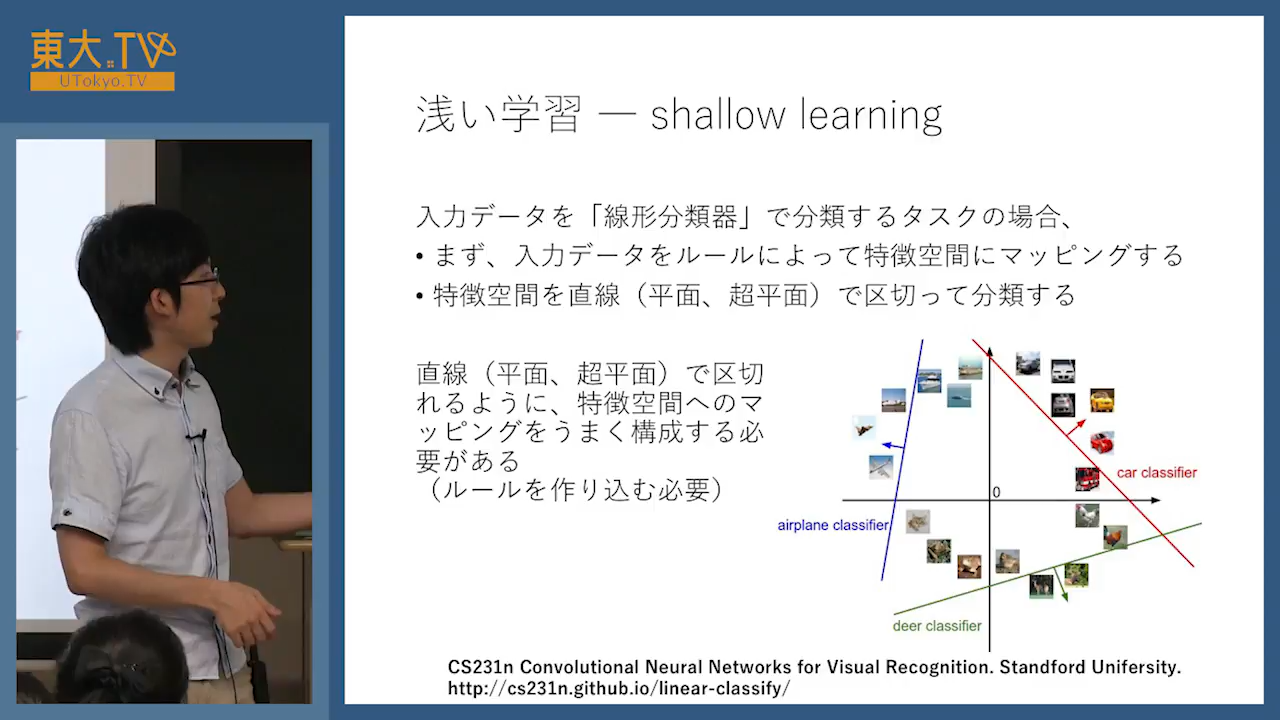 東大.TV
UTokyo.TV
浅い学習 — shallow learning
入力データを「線形分類器」で分類するタスクの場合、
• まず、入力データをルールによって特徴空間にマッピングする
• 特徴空間を直線（平面、超平面）で区切って分類する
直線（平面、超平面）で区切
れるように、特徴空間へのマ
ッピングをうまく構成する必
要がある
（ルールを作り込む必要）
0
car classifier
airplane classifier
deer classifier
CS231n Convolutional Neural Networks for Visual Recognition. Standford Unifersity.
http://cs231n.github.io/linear-classify/